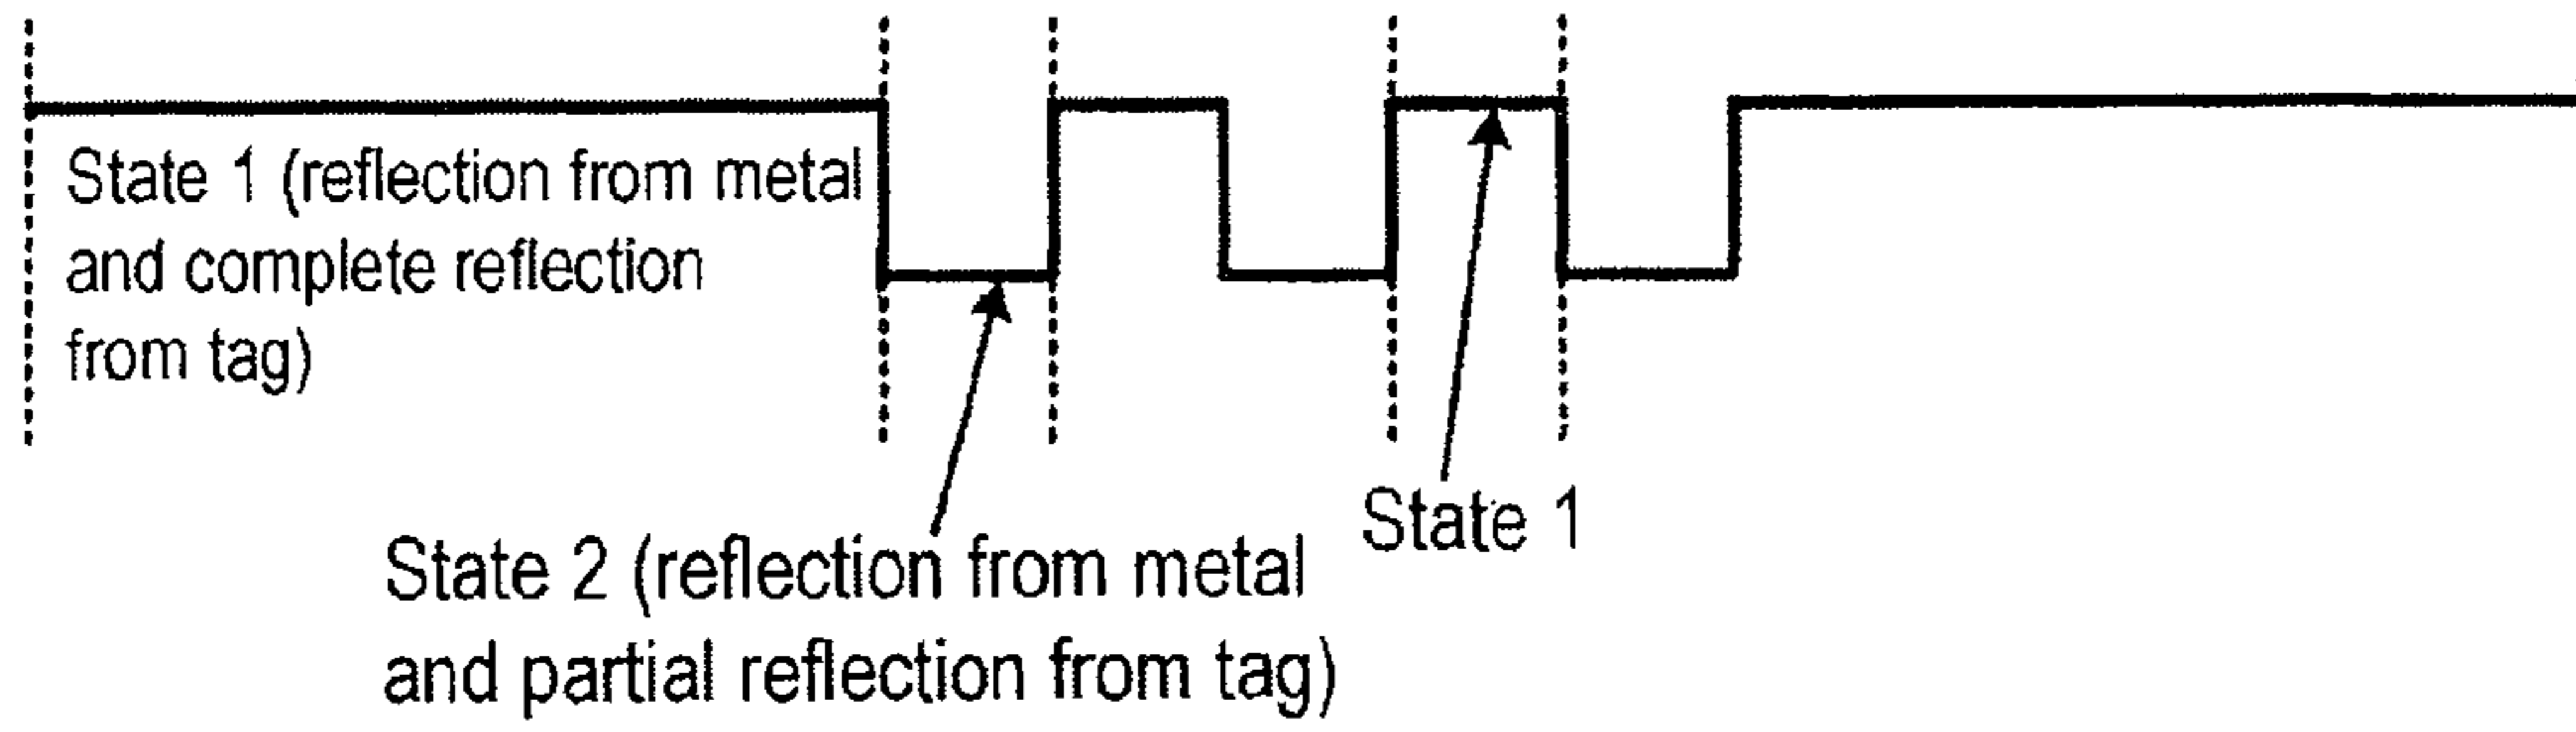 State 1 (reflection from metal
and complete reflection
from tag)
State 2 (reflection from metal
and partial reflection from tag)
State 1